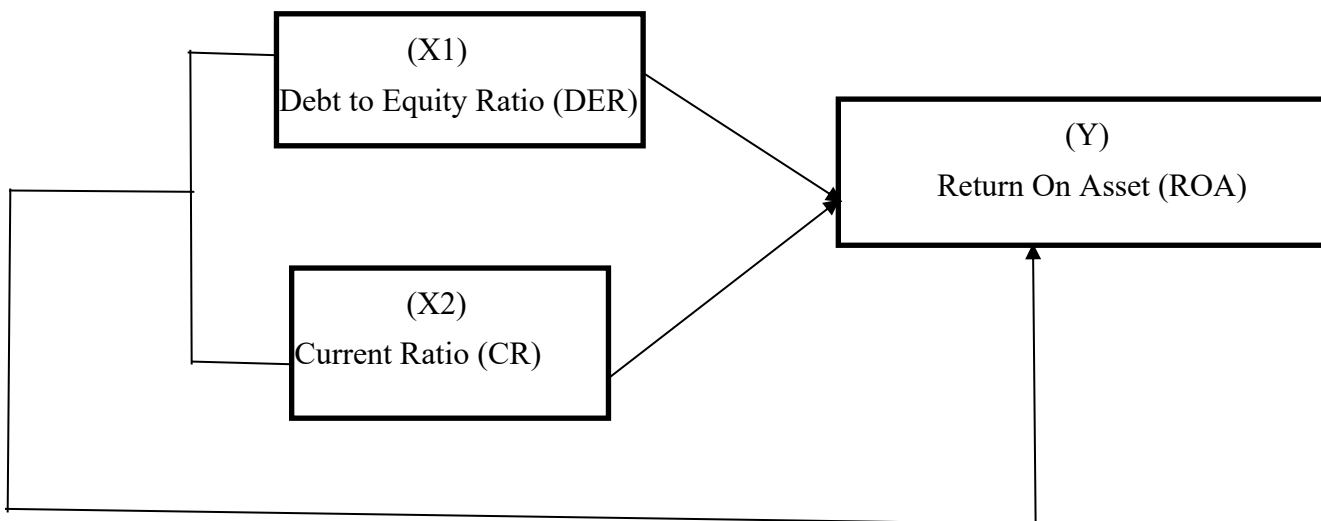 (X1)
Debt to Equity Ratio (DER)
(Y)
Return On Asset (ROA)
(X2)
Current Ratio (CR)